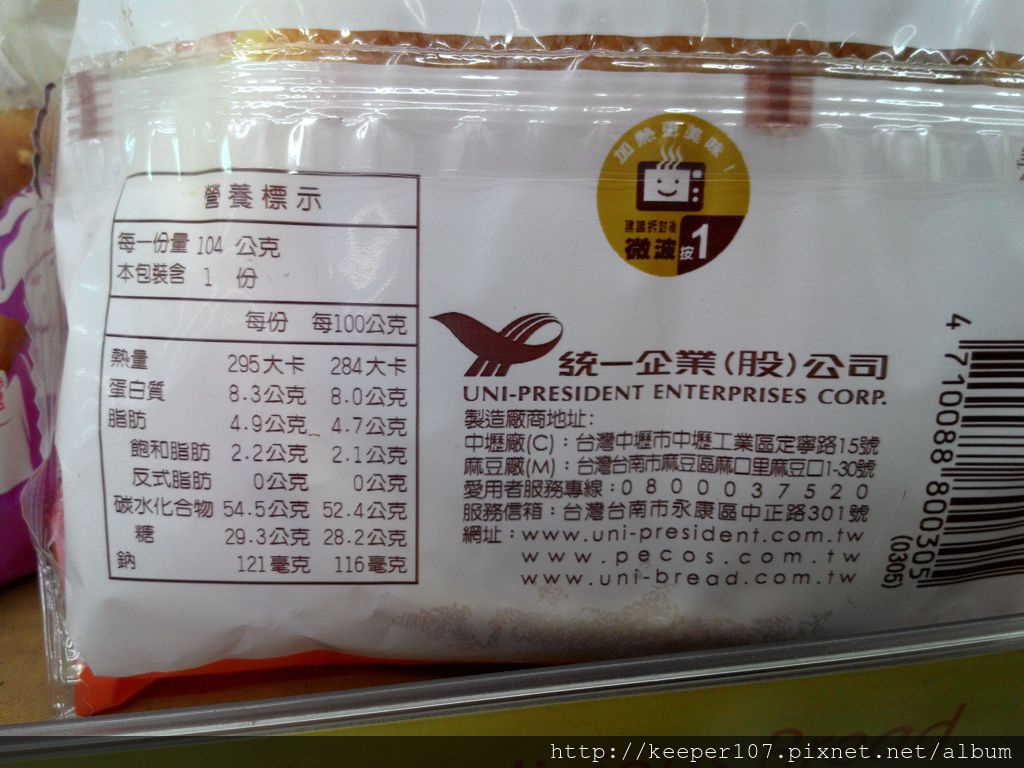 加熱更美味！
建議拆封後
微波 按1
營養標示
每一份量 104 公克
本包裝含 1 份
每份 每100公克
熱量 295大卡 284大卡
蛋白質 8.3公克 8.0公克
脂肪 4.9公克 4.7公克
飽和脂肪 2.2公克 2.1公克
反式脂肪 0公克 0公克
碳水化合物 54.5公克 52.4公克
糖 29.3公克 28.2公克
鈉 121毫克 116毫克
統一企業(股)公司
UNI-PRESIDENT ENTERPRISES CORP.
製造廠商地址:
中壢廠(C)：台灣中壢市中壢工業區定寧路15號
麻豆廠(M)：台灣台南市麻豆區麻口里麻豆口1-30號
愛用者服務專線：0800037520
服務信箱：台灣台南市永康區中正路301號
網址：www.uni-president.com.tw
www.pecos.com.tw
www.uni-bread.com.tw
4 710088 800305
(0305)
Bread
http://keeper107.pixnet.net/album